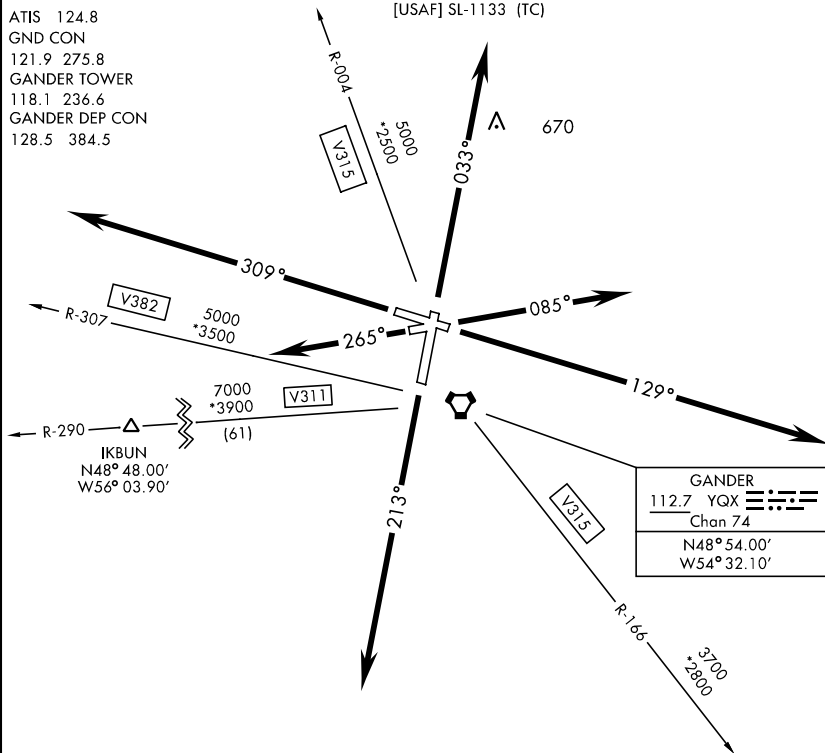 [USAF] SL-1133 (TC)
ATIS 124.8
GND CON
121.9 275.8
GANDER TOWER
118.1 236.6
GANDER DEP CON
128.5 384.5
R-004
5000
*2500
V315
033°
670
309°
V382
R-307
5000
*3500
265°
085°
129°
7000
*3900
V311
(61)
R-290
IKBUN
N48° 48.00'
W56° 03.90'
213°
GANDER
112.7 YQX
Chan 74
N48° 54.00'
W54° 32.10'
V315
R-166
3700
*2800